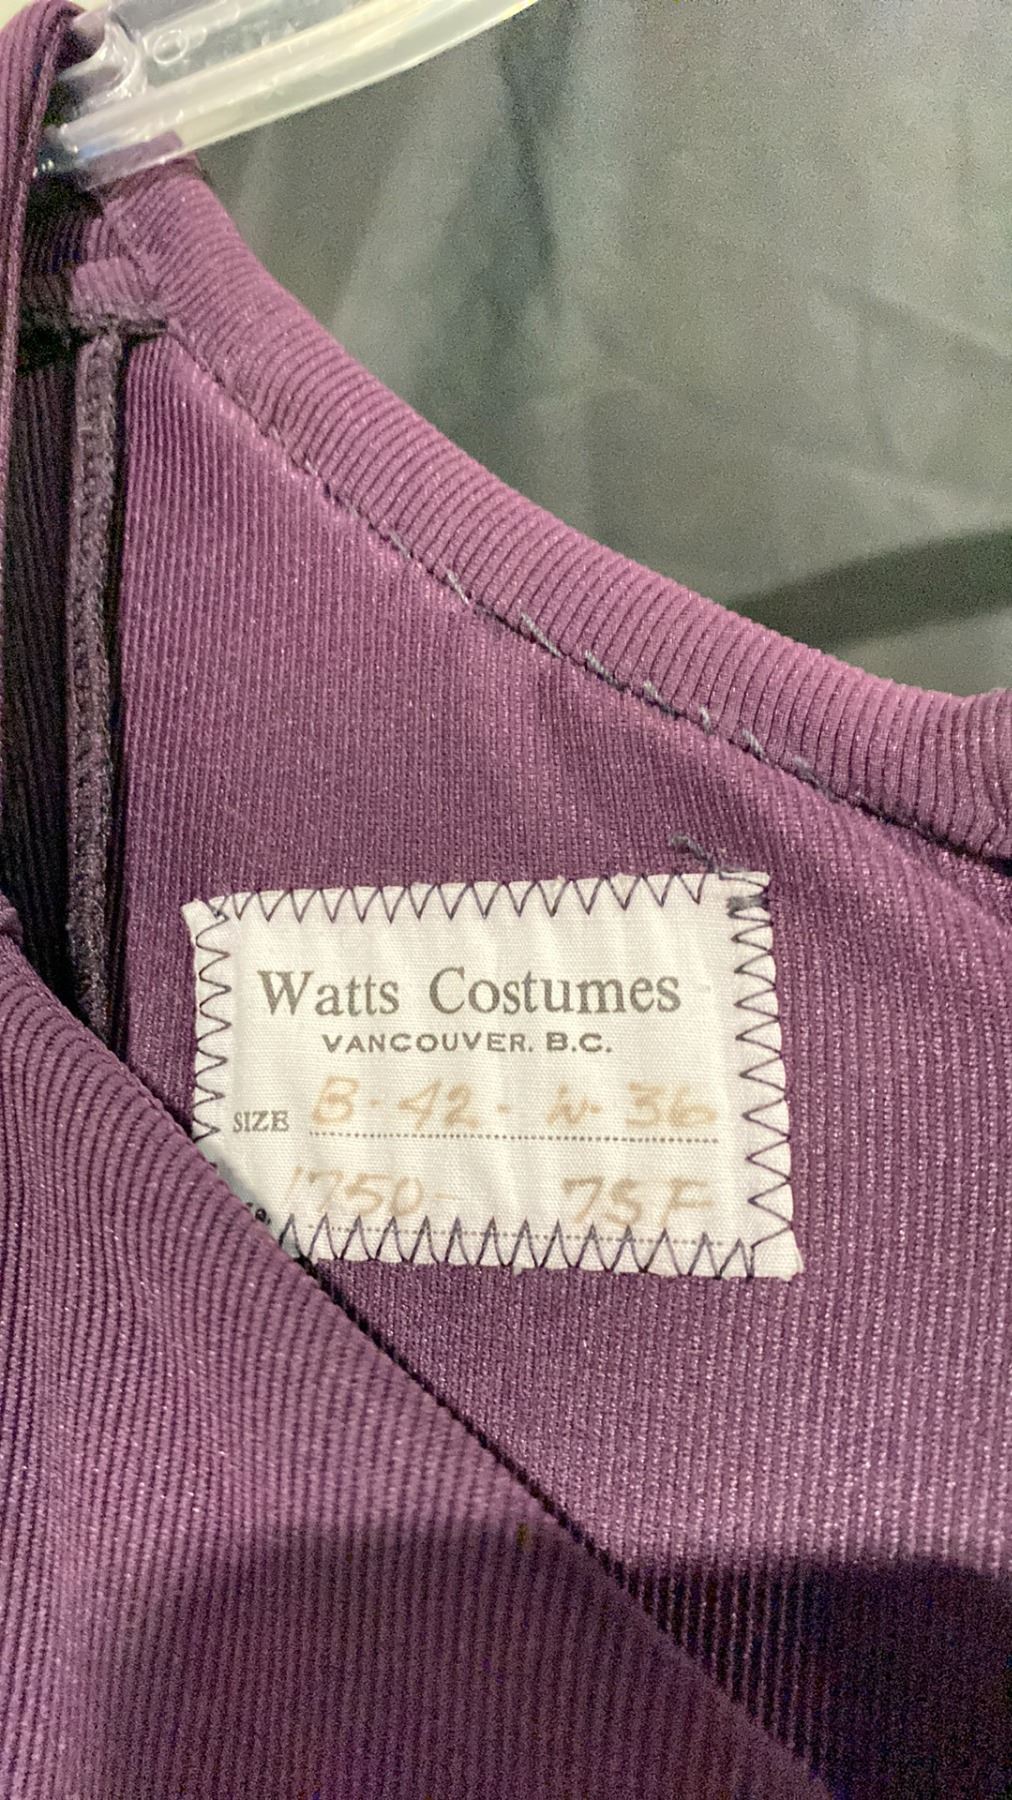 Watts Costumes
VANCOUVER. B.C.
SIZE B-42-W-36
1750- 75F